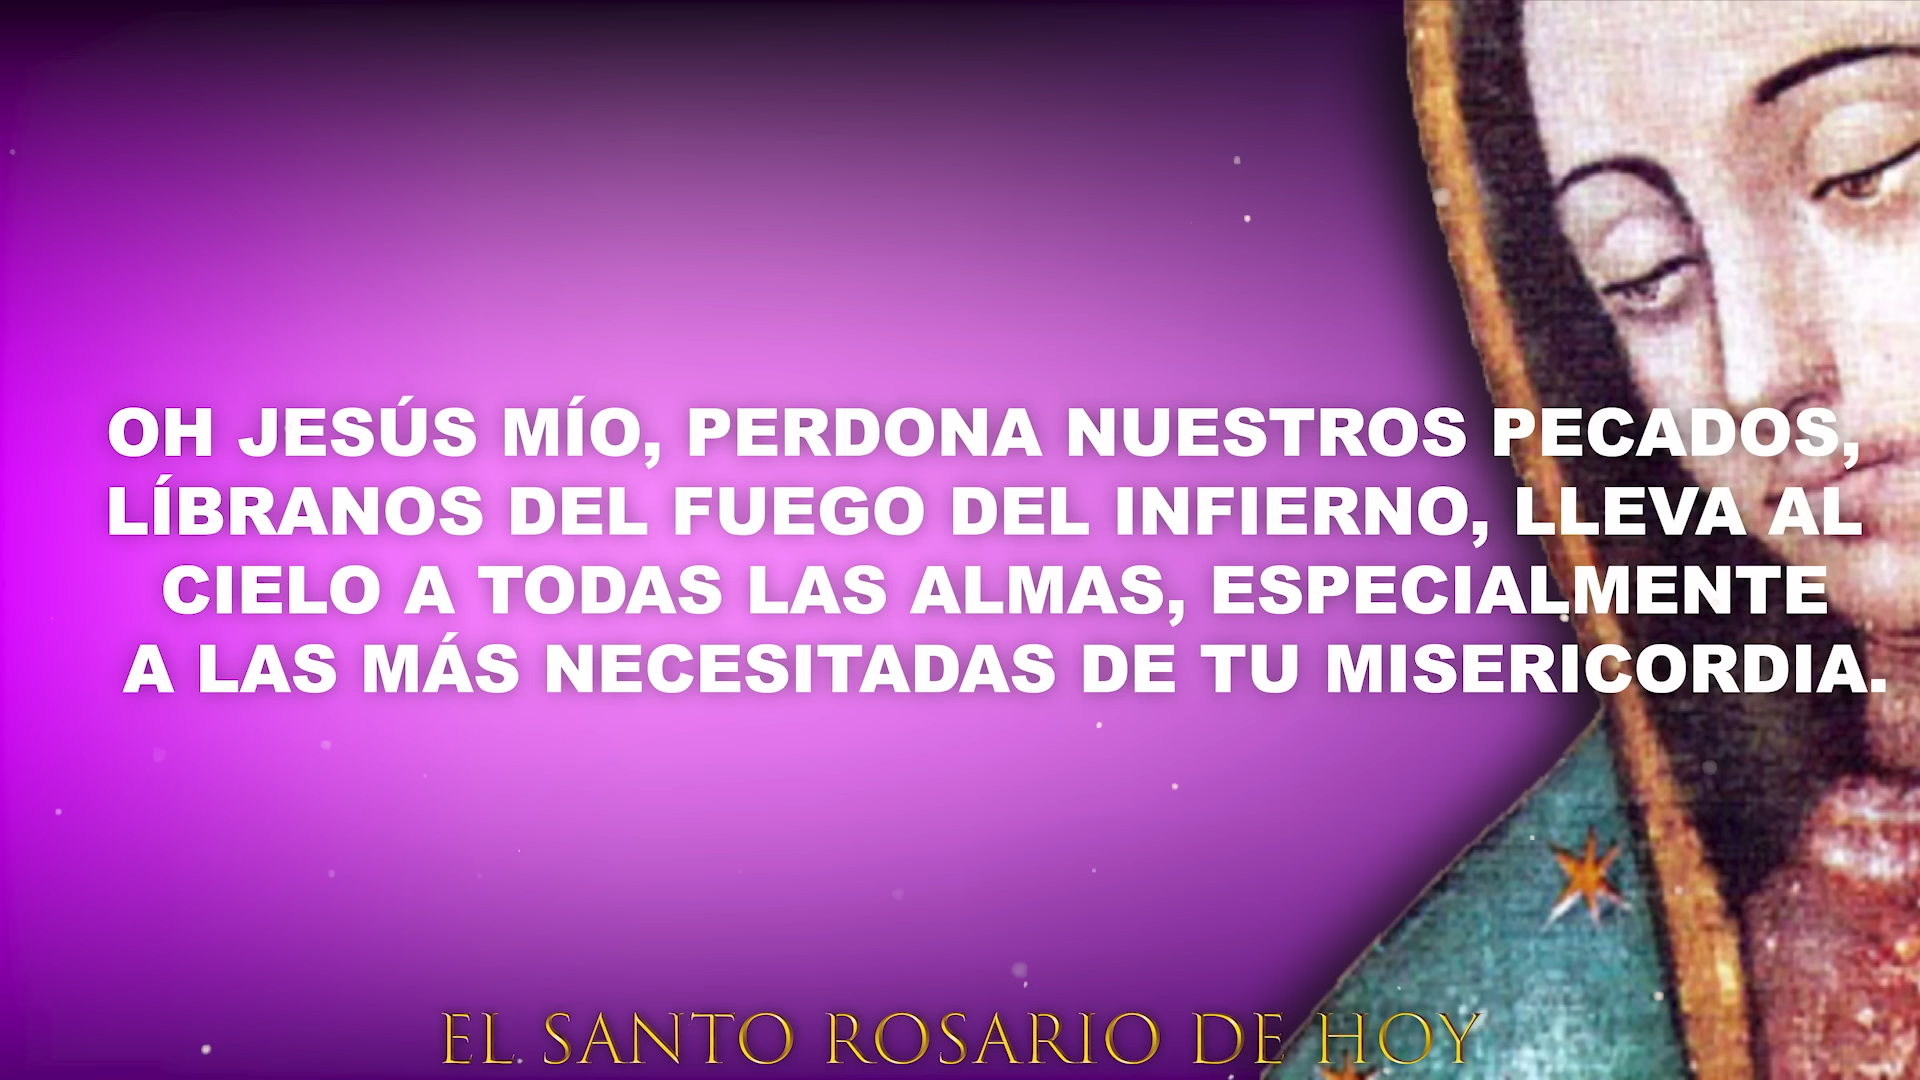 OH JESÚS MÍO, PERDONA NUESTROS PECADOS,
LÍBRANOS DEL FUEGO DEL INFIERNO, LLEVA AL
CIELO A TODAS LAS ALMAS, ESPECIALMENTE
A LAS MÁS NECESITADAS DE TU MISERICORDIA.
EL SANTO ROSARIO DE HOY